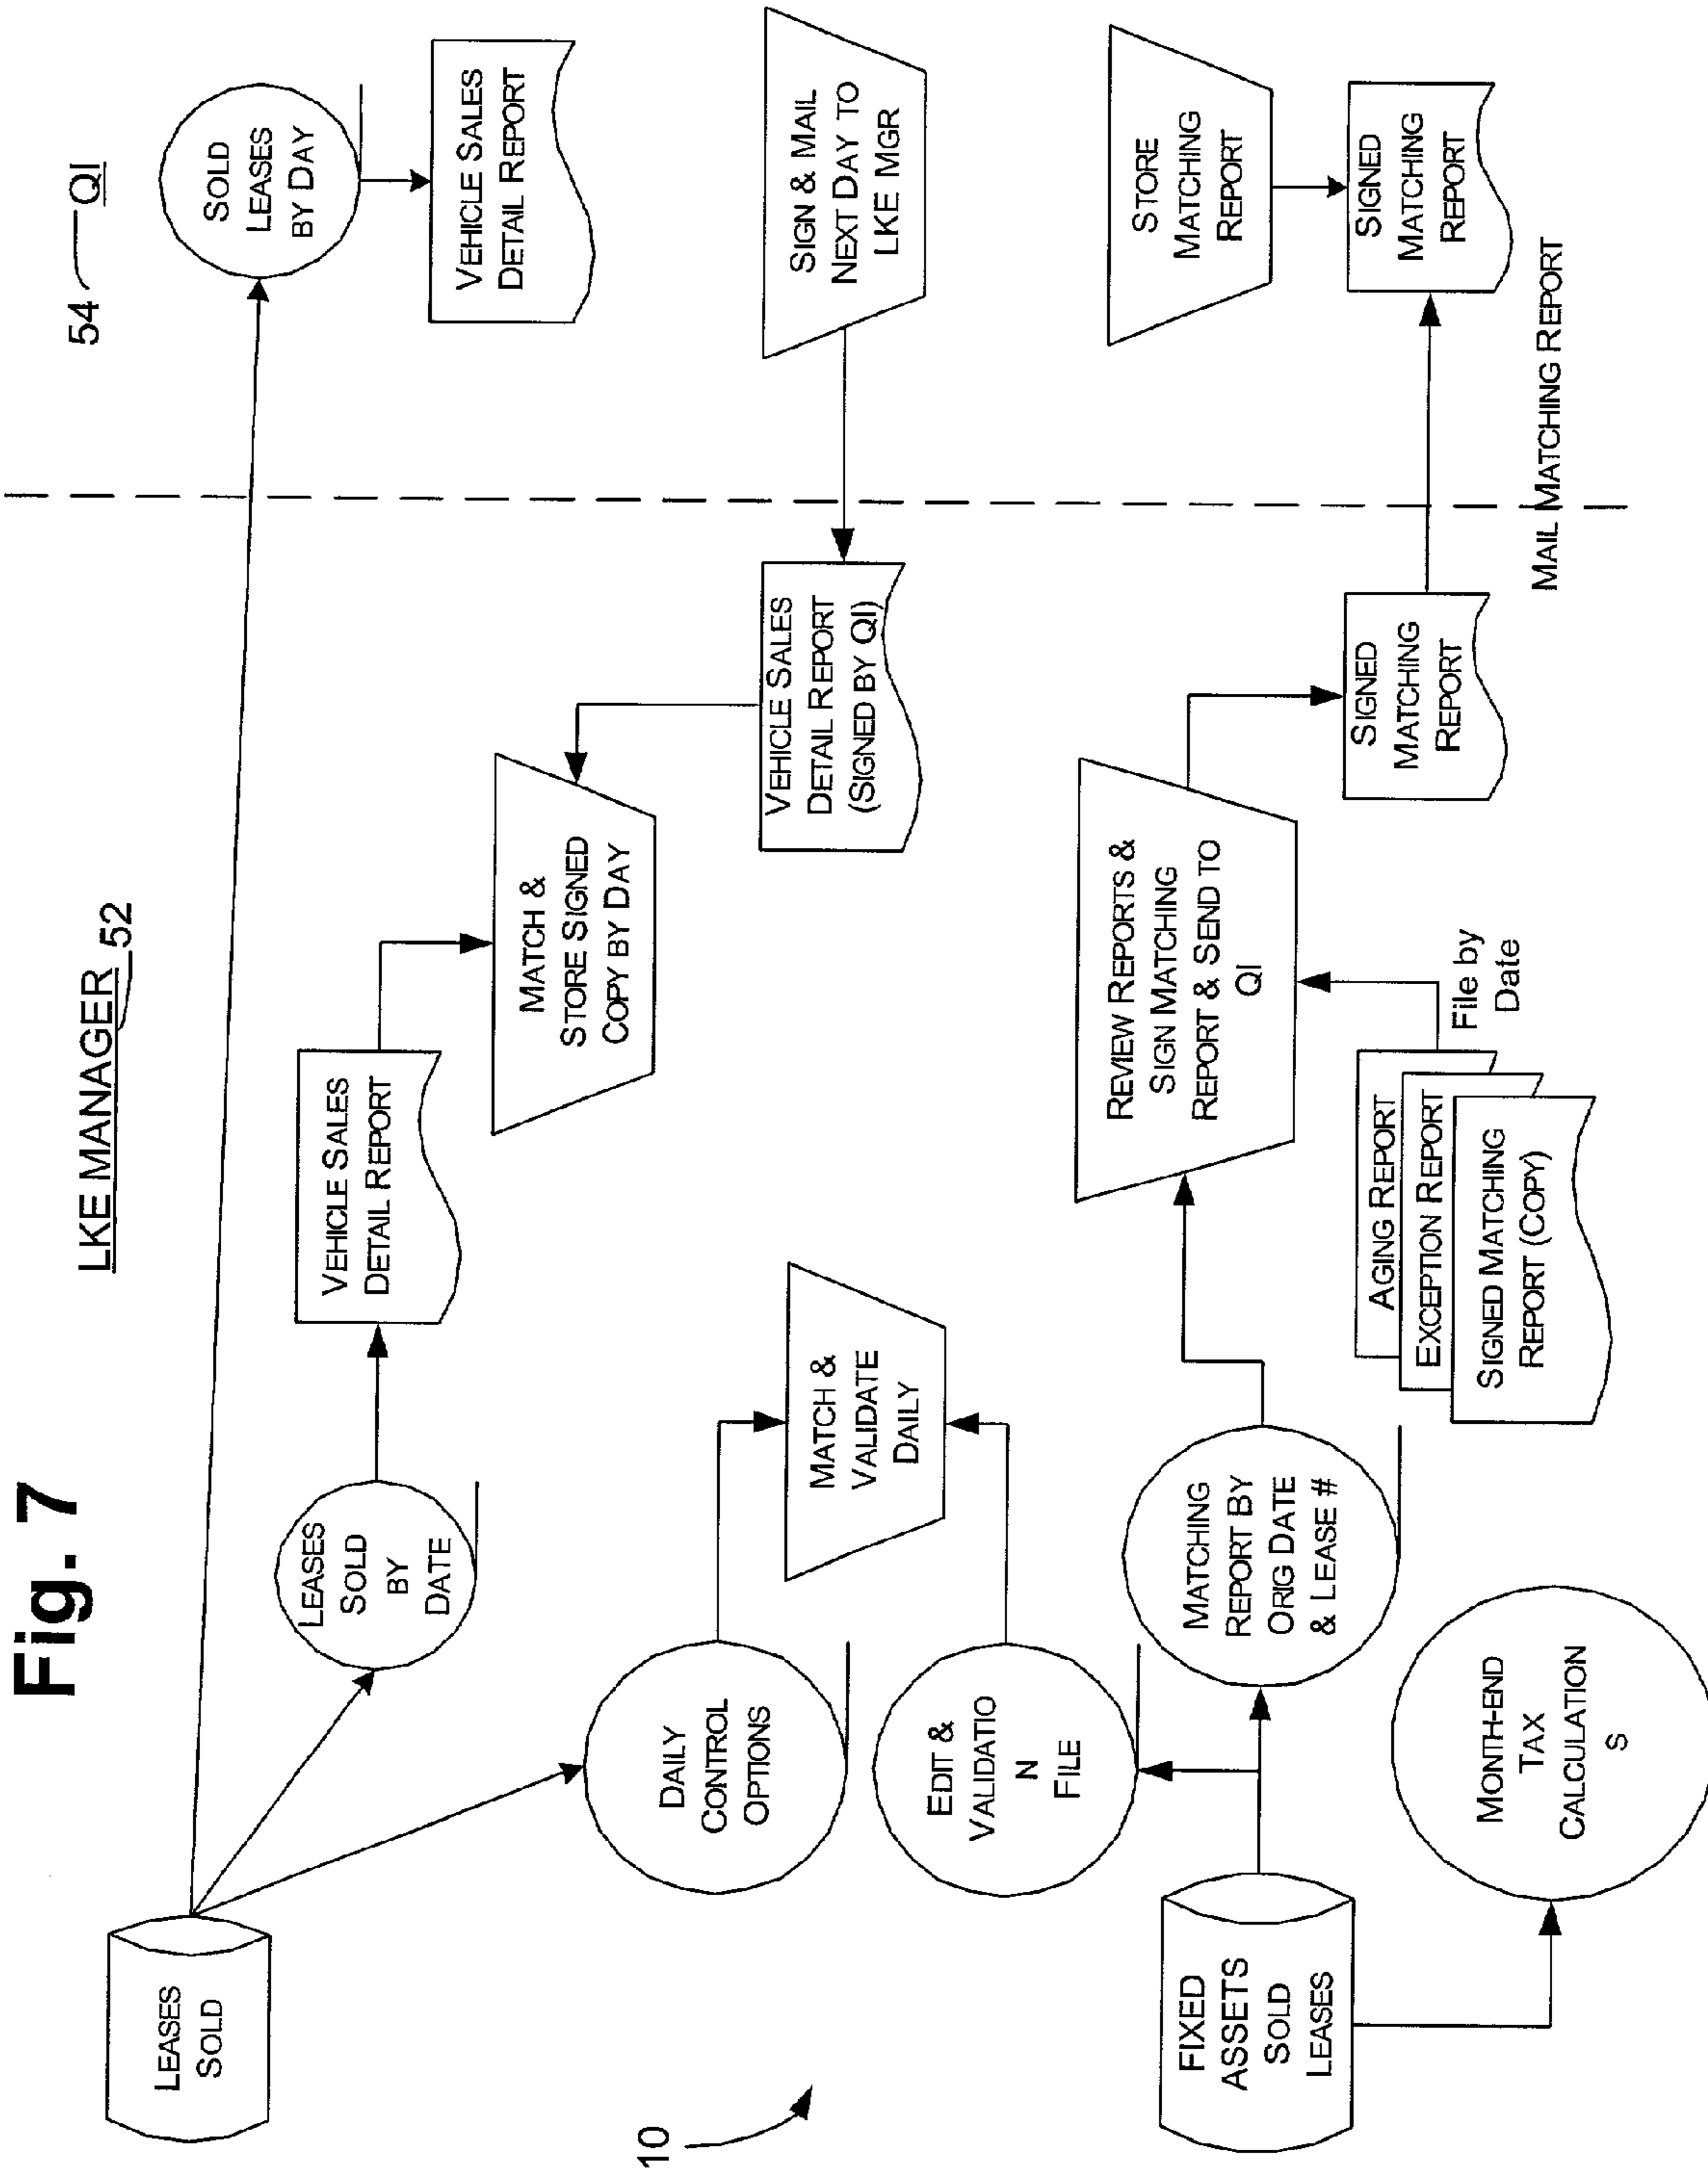 Fig. 7
LKE MANAGER 52
54 QI
LEASES
SOLD
SOLD
LEASES
BY DAY
VEHICLE SALES
DETAIL REPORT
LEASES
SOLD
BY
DATE
VEHICLE SALES
DETAIL REPORT
MATCH &
STORE SIGNED
COPY BY DAY
DAILY
CONTROL
OPTIONS
MATCH &
VALIDATE
DAILY
VEHICLE SALES
DETAIL REPORT
(SIGNED BY QI)
SIGN & MAIL
NEXT DAY TO
LKE MGR
EDIT &
VALIDATIO
N
FILE
10
FIXED
ASSETS
SOLD
LEASES
MATCHING
REPORT BY
ORIG DATE
& LEASE #
REVIEW REPORTS &
SIGN MATCHING
REPORT & SEND TO
QI
STORE
MATCHING
REPORT
AGING REPORT
EXCEPTION REPORT
SIGNED MATCHING
REPORT (COPY)
File by
Date
SIGNED
MATCHING
REPORT
SIGNED
MATCHING
REPORT
MAIL MATCHING REPORT
MONTH-END
TAX
CALCULATION
S